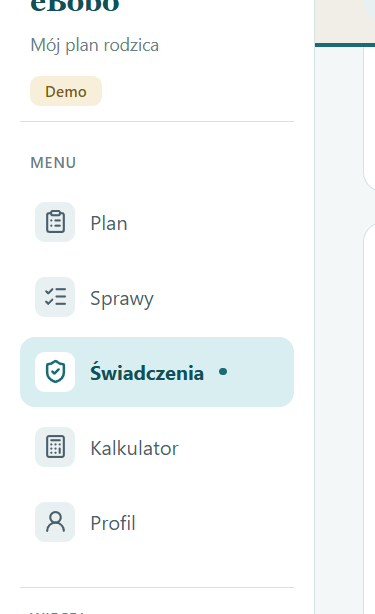 eBobo
Mój plan rodzica
Demo
MENU
Plan
Sprawy
Świadczenia
Kalkulator
Profil